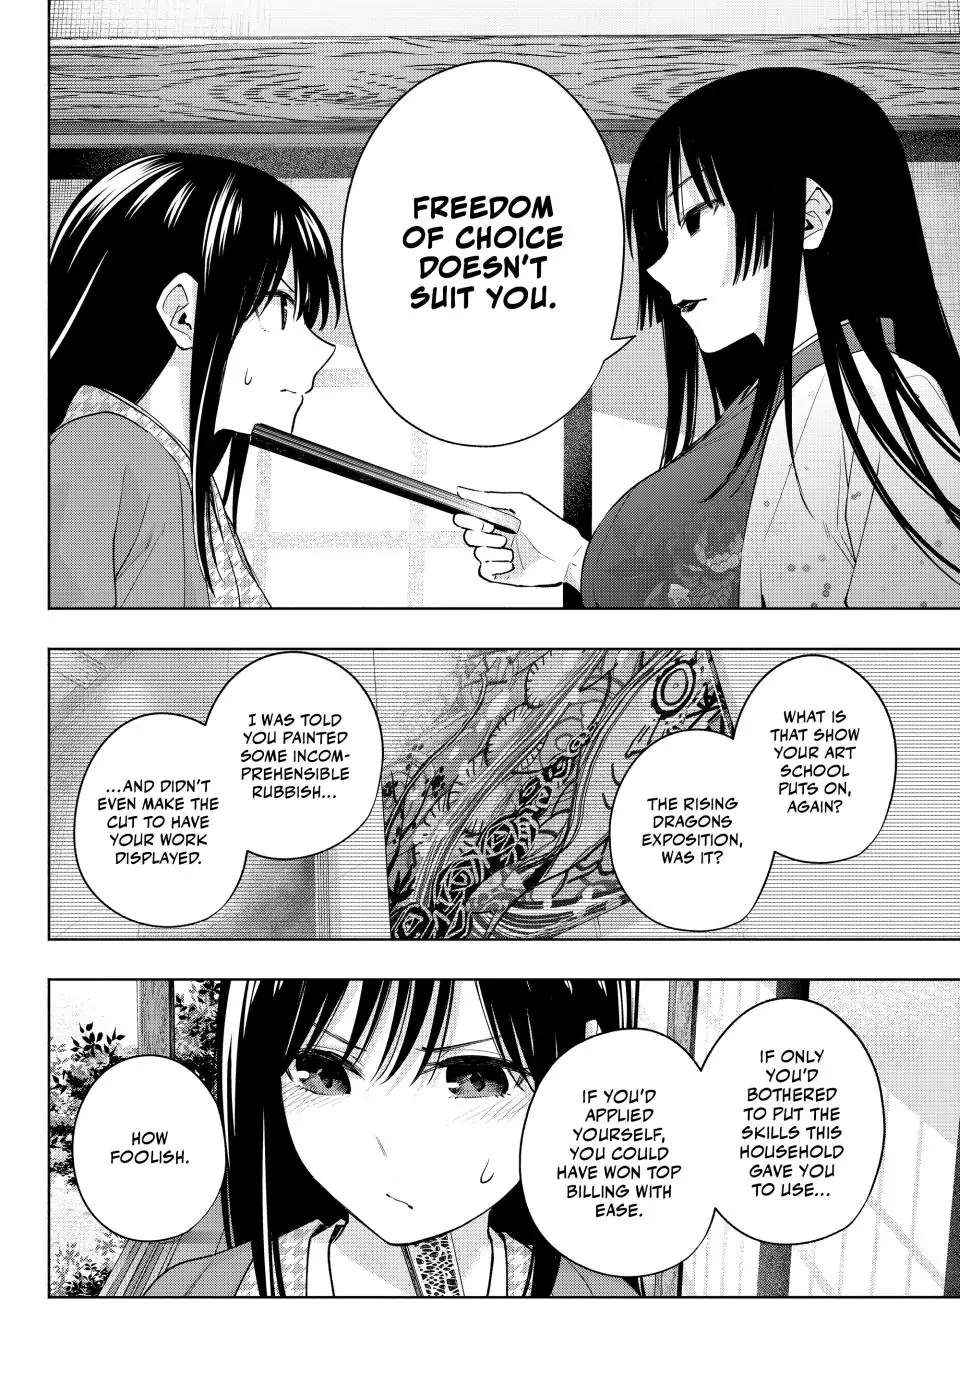 FREEDOM
OF CHOICE
DOESN'T
SUIT YOU.
WHAT IS
THAT SHOW
YOUR ART
SCHOOL
PUTS ON,
AGAIN?
THE RISING
DRAGONS
EXPOSITION,
WAS IT?
I WAS TOLD
YOU PAINTED
SOME INCOM-
PREHENSIBLE
RUBBISH...
...AND DIDN'T
EVEN MAKE THE
CUT TO HAVE
YOUR WORK
DISPLAYED.
IF ONLY
YOU'D
BOTHERED
TO PUT THE
SKILLS THIS
HOUSEHOLD
GAVE YOU
TO USE...
IF YOU'D
APPLIED
YOURSELF,
YOU COULD
HAVE WON TOP
BILLING WITH
EASE.
HOW
FOOLISH.